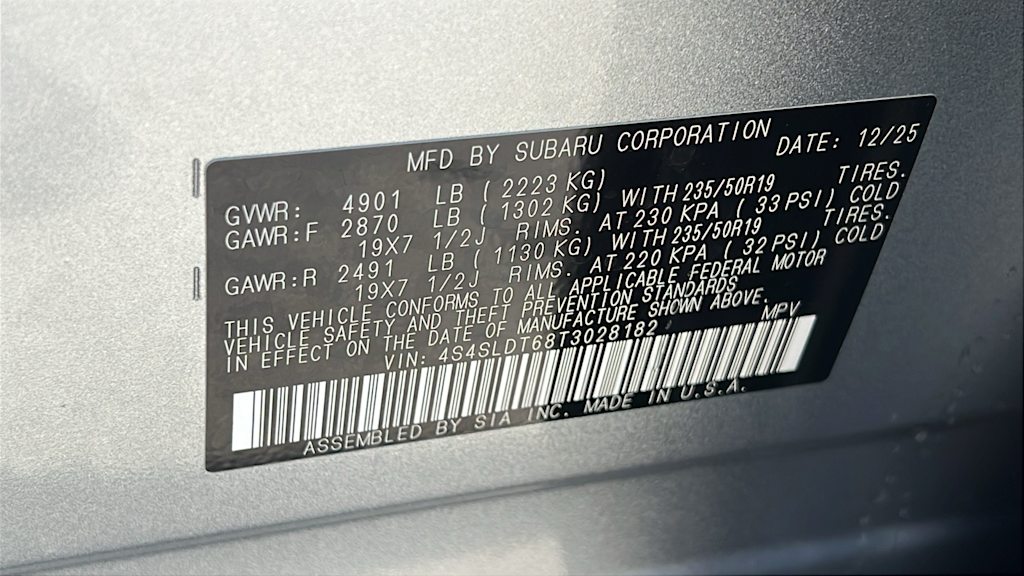 MFD BY SUBARU CORPORATION DATE: 12/25
GVWR: 4901 LB ( 2223 KG)
GAWR:F 2870 LB ( 1302 KG) WITH 235/50R19 TIRES.
19X7 1/2J RIMS. AT 230 KPA ( 33 PSI) COLD
GAWR:R 2491 LB ( 1130 KG) WITH 235/50R19 TIRES.
19X7 1/2J RIMS. AT 220 KPA ( 32 PSI) COLD
THIS VEHICLE CONFORMS TO ALL APPLICABLE FEDERAL MOTOR
VEHICLE SAFETY AND THEFT PREVENTION STANDARDS
IN EFFECT ON THE DATE OF MANUFACTURE SHOWN ABOVE.
VIN: 4S4SLDT68T3028182 MPV
ASSEMBLED BY SIA INC. MADE IN U.S.A.